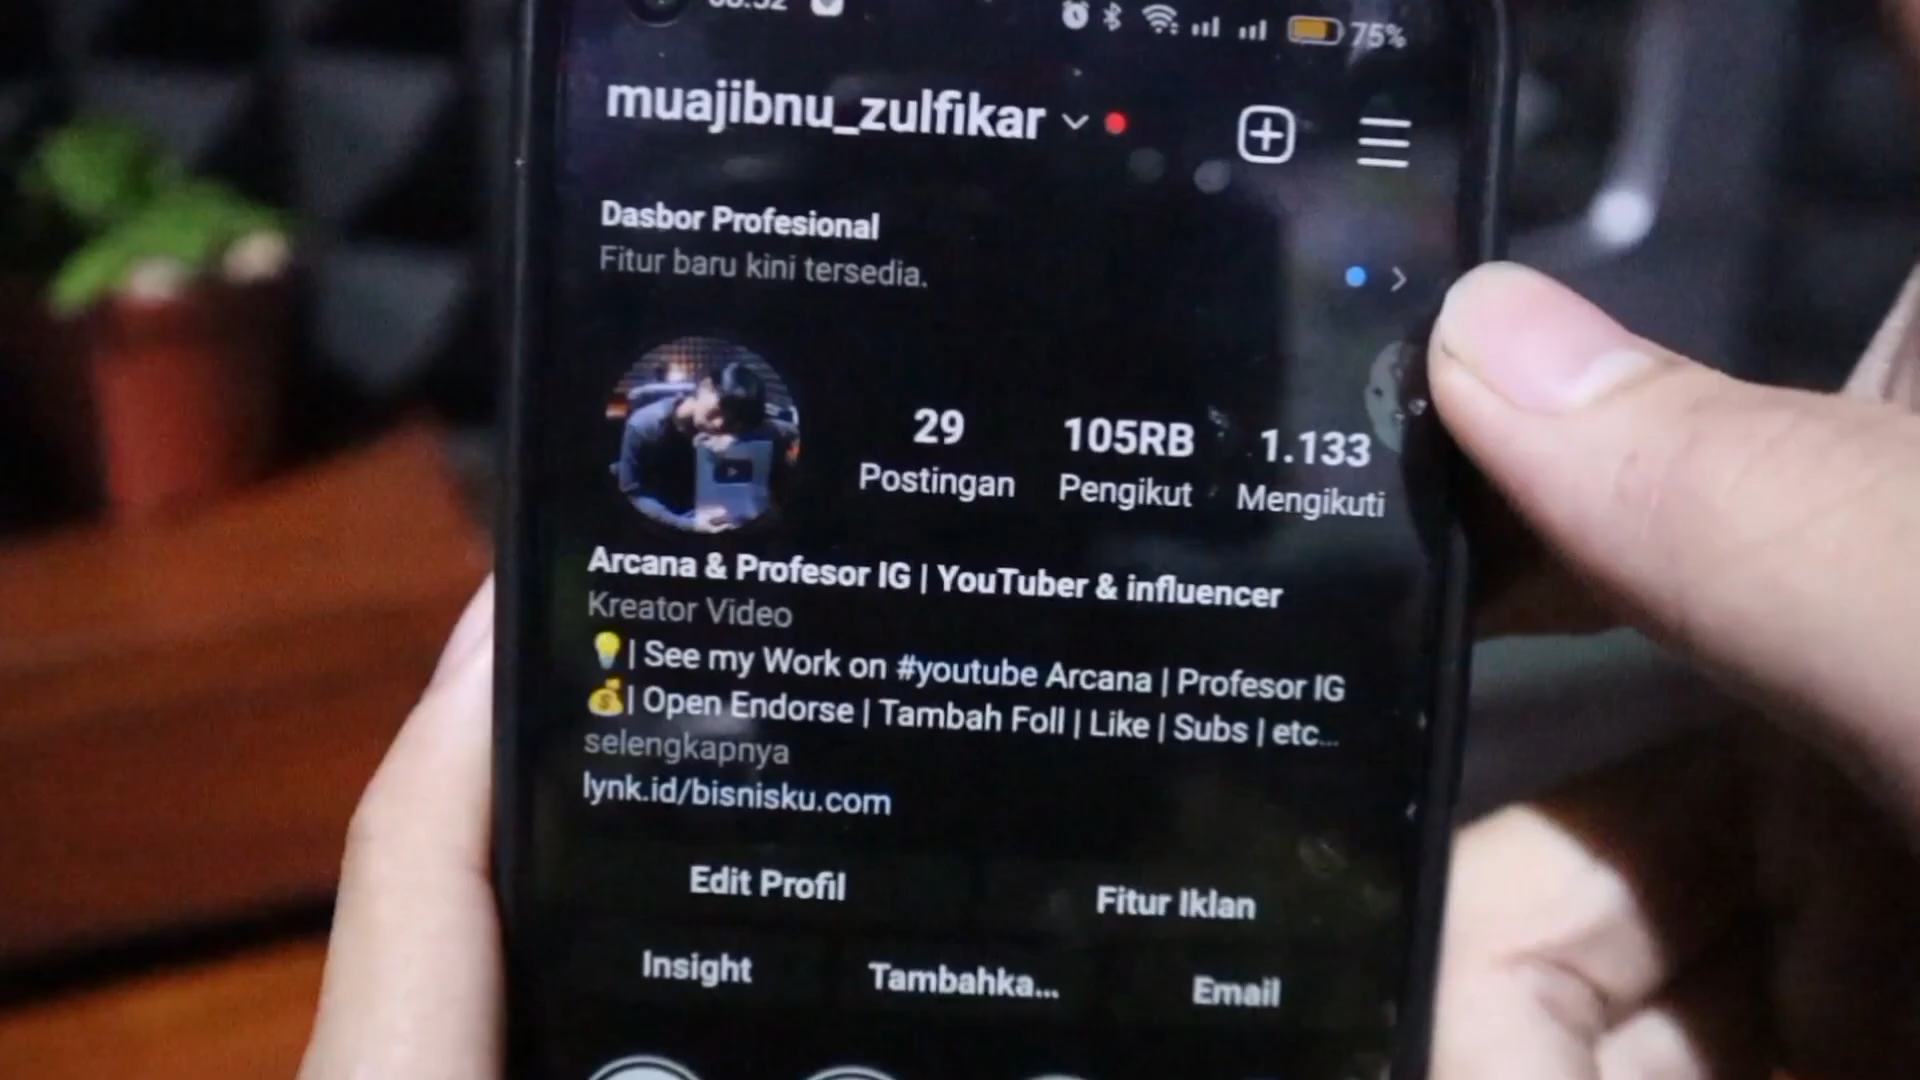 75%
muajibnu_zulfikar
Dasbor Profesional
Fitur baru kini tersedia.
29 105RB 1.133
Postingan Pengikut Mengikuti
Arcana & Profesor IG | YouTuber & influencer
Kreator Video
💡| See my Work on #youtube Arcana | Profesor IG
💰| Open Endorse | Tambah Foll | Like | Subs | etc...
selengkapnya
lynk.id/bisnisku.com
Edit Profil Fitur Iklan
Insight Tambahka... Email